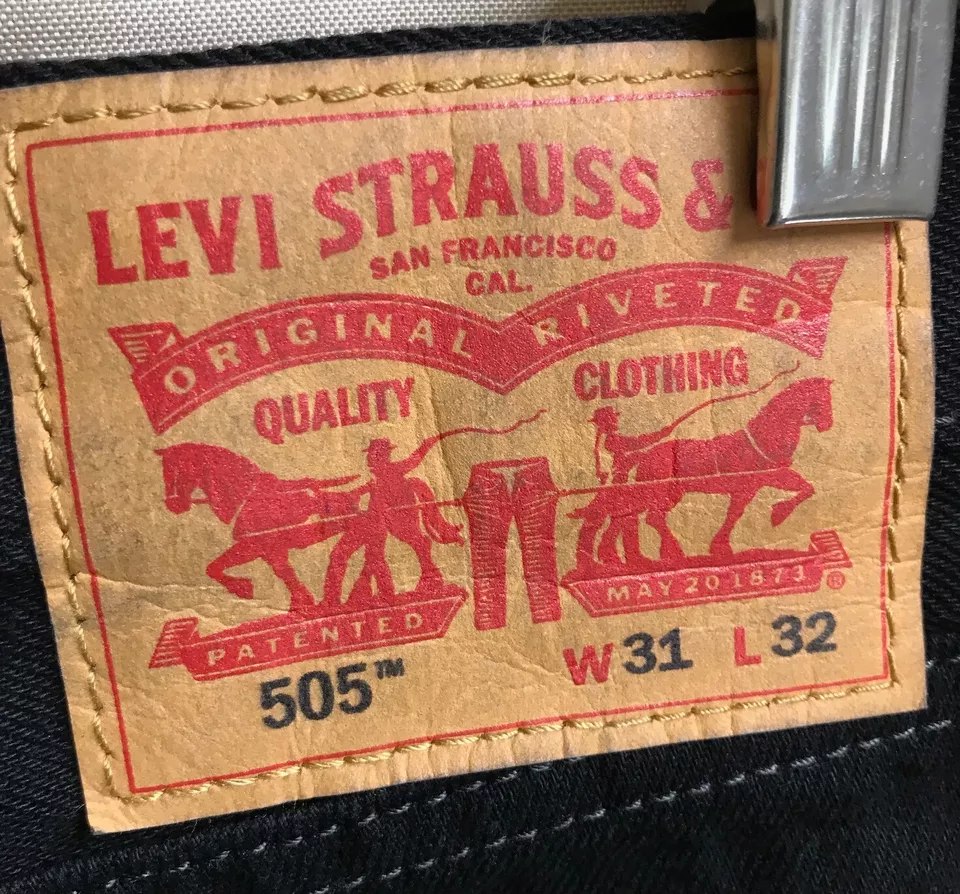 LEVI STRAUSS &
SAN FRANCISCO
CAL.
ORIGINAL RIVETED
QUALITY CLOTHING
PATENTED MAY 20 1873 ®
505™ W 31 L 32